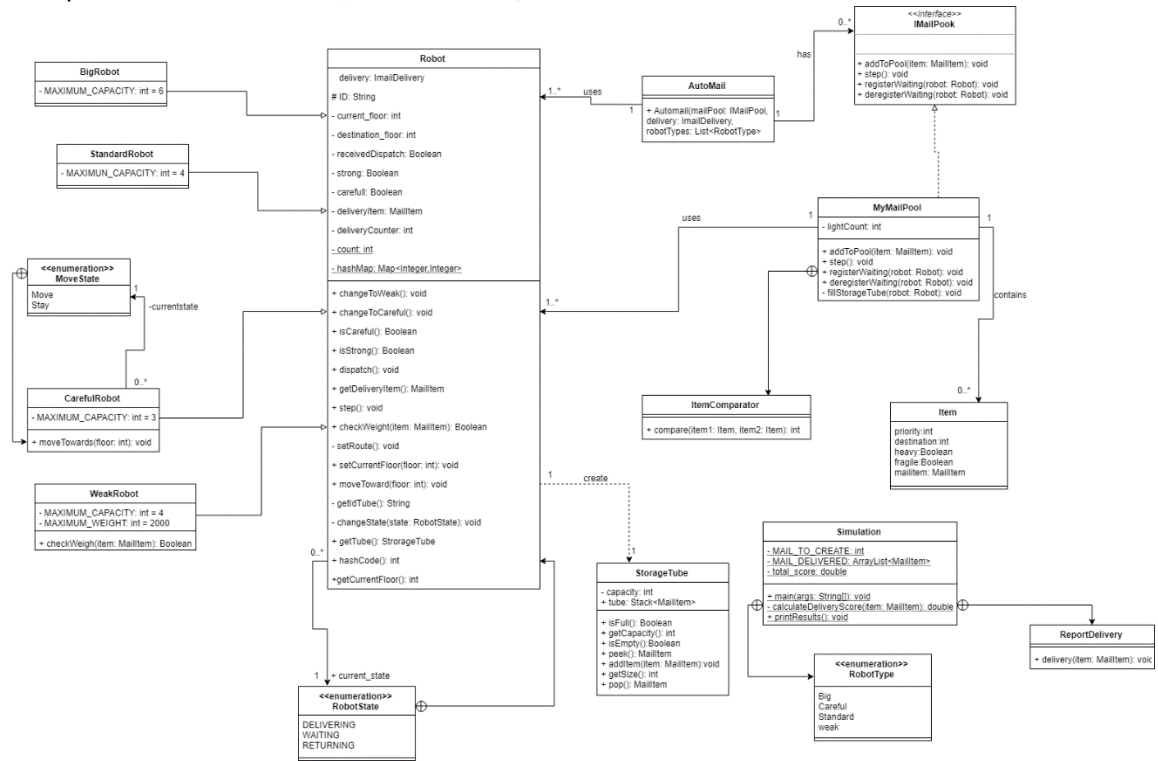 <<interface>>
IMailPook
+ addToPool(item: MailItem): void
+ step(): void
+ registerWaiting(robot: Robot): void
+ deregisterWaiting(robot: Robot): void
0..*
has
Robot
delivery: ImailDelivery
# ID: String
- current_floor: int
- destination_floor: int
- receivedDispatch: Boolean
- strong: Boolean
- carefull: Boolean
- deliveryItem: MailItem
- deliveryCounter: int
- count: int
- hashMap: Map<Integer,Integer>
+ changeToWeak(): void
+ changeToCareful(): void
+ isCareful(): Boolean
+ isStrong(): Boolean
+ dispatch(): void
+ getDeliveryItem(): MailItem
+ step(): void
+ checkWeight(item: MailItem): Boolean
- setRoute(): void
+ setCurrentFloor(floor: int): void
+ moveToward(floor: int): void
- getIdTube(): String
- changeState(state: RobotState): void
+ getTube(): StrorageTube
+ hashCode(): int
+getCurrentFloor(): int
BigRobot
- MAXIMUM_CAPACITY: int = 6
AutoMail
+ Automail(mailPool: IMailPool,
delivery: ImailDelivery,
robotTypes: List<RobotType>
1..*
uses
1
1
StandardRobot
- MAXIMUN_CAPACITY: int = 4
MyMailPool
- lightCount: int
+ addToPool(item: MailItem): void
+ step(): void
+ registerWaiting(robot: Robot): void
+ deregisterWaiting(robot: Robot): void
- fillStorageTube(robot: Robot): void
uses
1
1
1..*
contains
0..*
<<enumeration>>
MoveState
Move
Stay
1
-currentstate
0..*
CarefulRobot
- MAXIMUM_CAPACITY: int = 3
+ moveTowards(floor: int): void
ItemComparator
+ compare(item1: Item, item2: Item): int
Item
priority:int
destination:int
heavy:Boolean
fragile:Boolean
mailitem: MailItem
WeakRobot
- MAXIMUM_CAPACITY: int = 4
- MAXIMUM_WEIGHT: int = 2000
+ checkWeigh(item: MailItem): Boolean
1
create
1
StorageTube
- capacity: int
+ tube: Stack<MailItem>
+ isFull(): Boolean
+ getCapacity(): int
+ isEmpty():Boolean
+ peek(): MailItem
+ addItem(item: MailItem):void
+ getSize(): int
+ pop(): MailItem
Simulation
- MAIL_TO_CREATE: int
- MAIL_DELIVERED: ArrayList<MailItem>
- total_score: double
+ main(args: String[]): void
- calculateDeliveryScore(item: MailItem): double
+ printResults(): void
ReportDelivery
+ delivery(item: MailItem): void
<<enumeration>>
RobotType
Big
Careful
Standard
weak
0..*
1
+ current_state
<<enumeration>>
RobotState
DELIVERING
WAITING
RETURNING